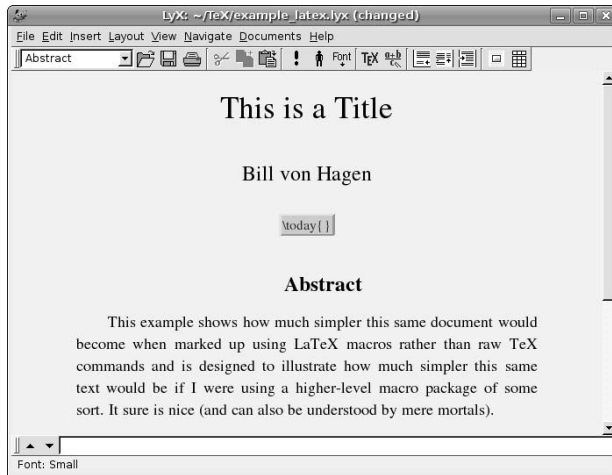 LyX: ~/TeX/example_latex.lyx (changed)
File Edit Insert Layout View Navigate Documents Help
Abstract Font TEX a+b c
This is a Title
Bill von Hagen
\today{ }
Abstract
This example shows how much simpler this same document would
become when marked up using LaTeX macros rather than raw TeX
commands and is designed to illustrate how much simpler this same
text would be if I were using a higher-level macro package of some
sort. It sure is nice (and can also be understood by mere mortals).
Font: Small